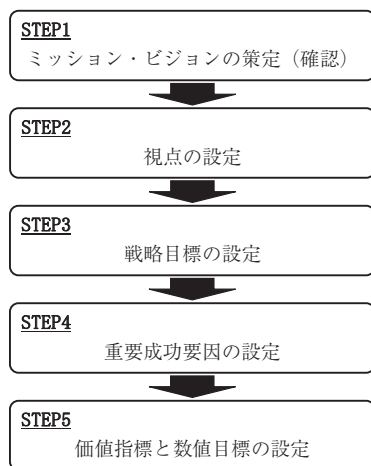 STEP1
ミッション・ビジョンの策定（確認）
STEP2
視点の設定
STEP3
戦略目標の設定
STEP4
重要成功要因の設定
STEP5
価値指標と数値目標の設定